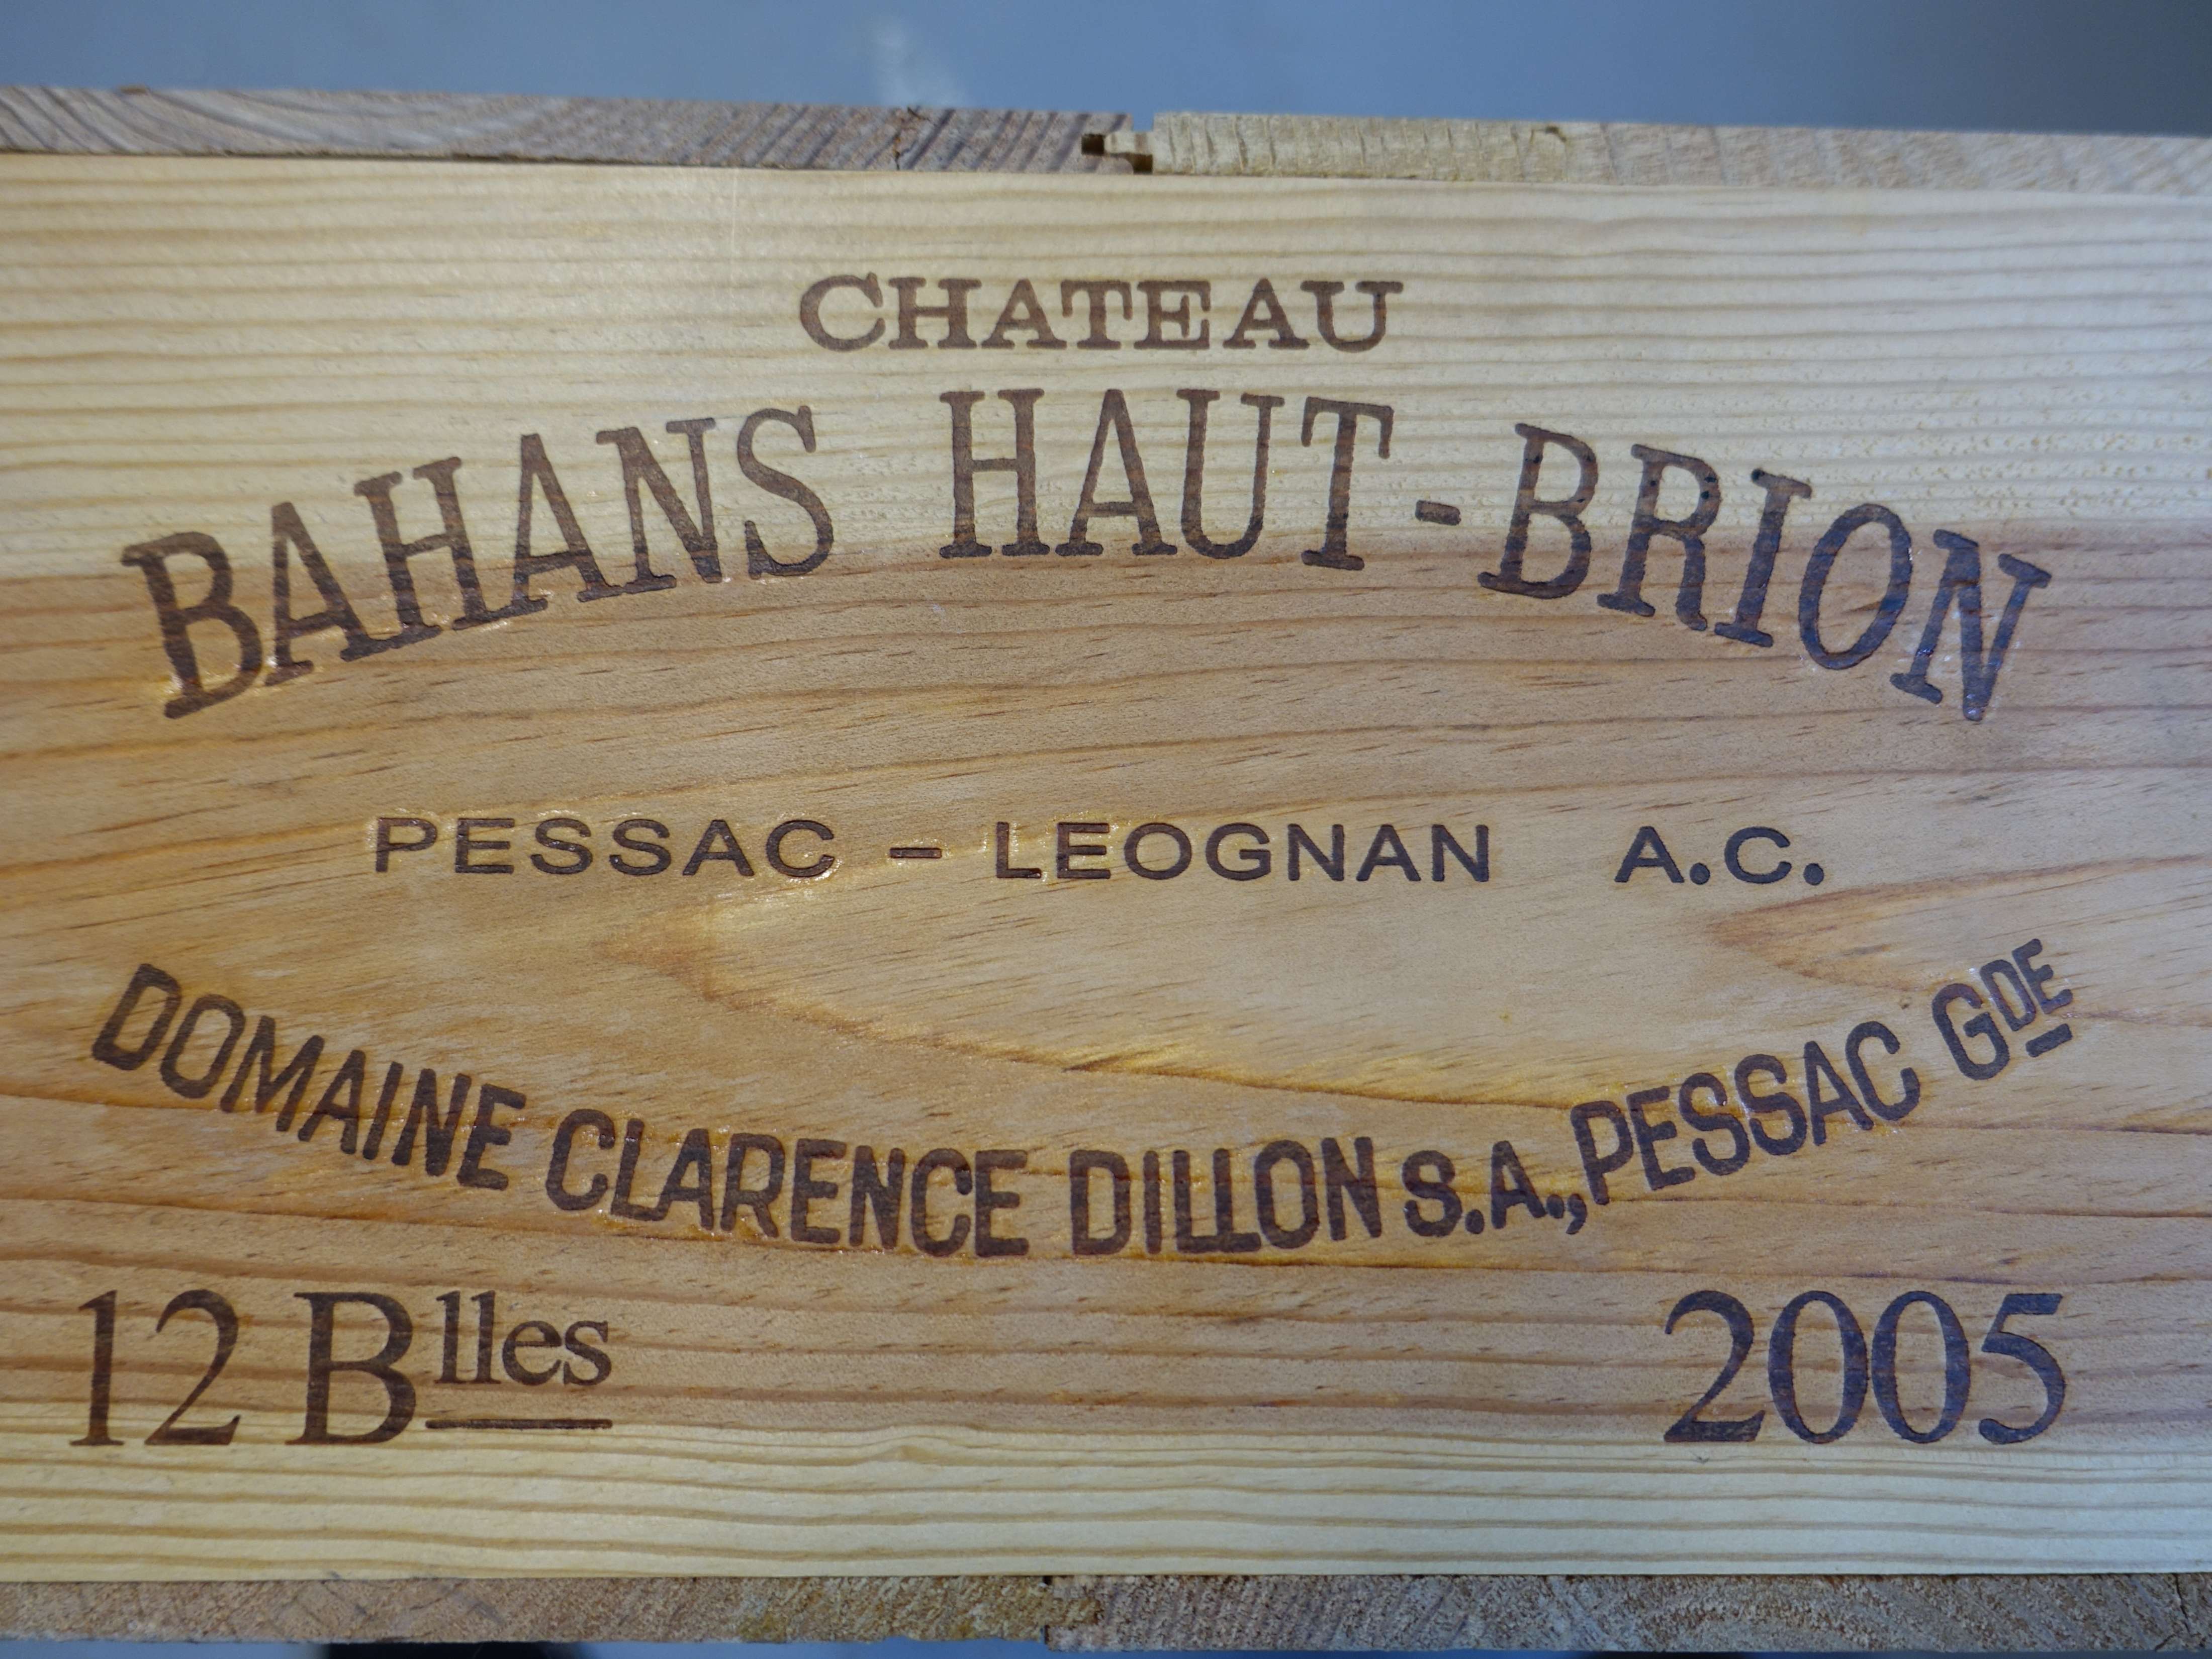 CHATEAU
BAHANS HAUT-BRION
PESSAC - LEOGNAN A.C.
DOMAINE CLARENCE DILLON S.A., PESSAC GDE
12 Blles
2005